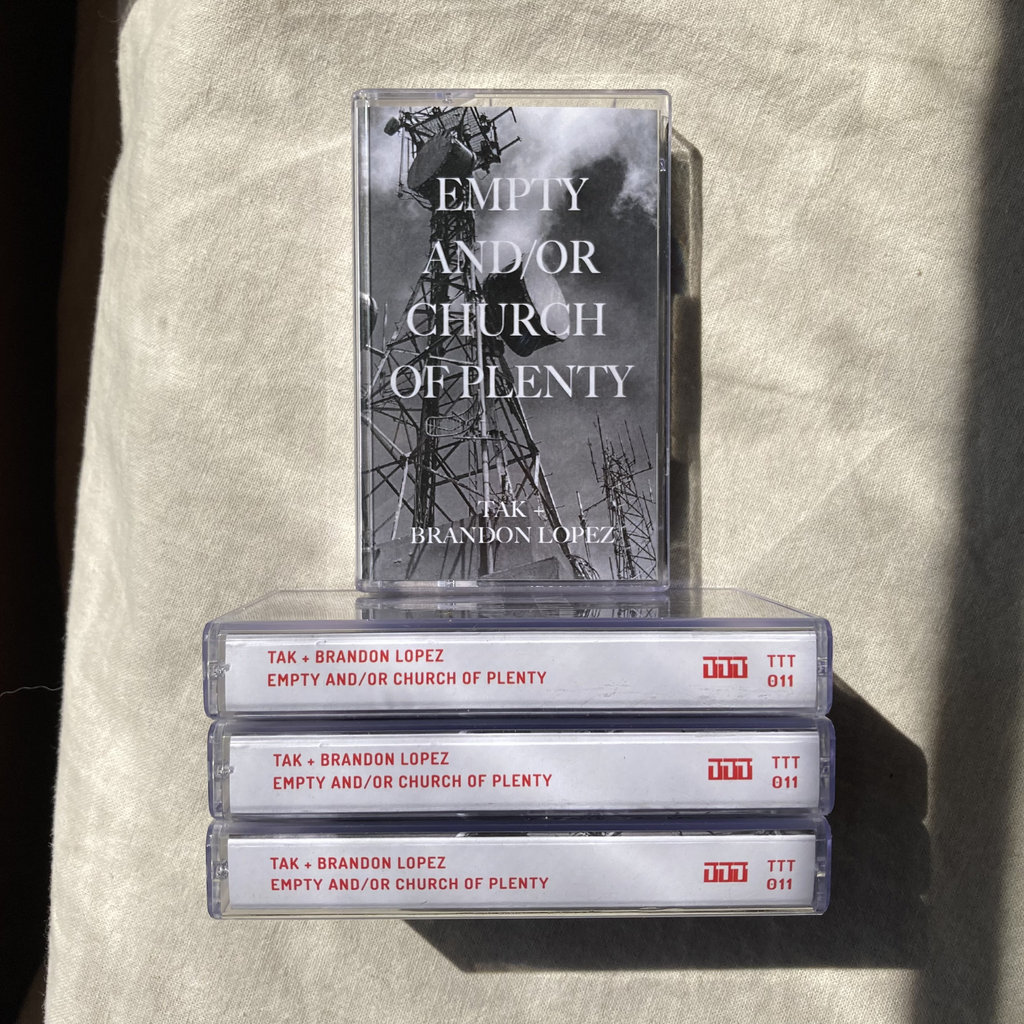 EMPTY
AND/OR
CHURCH
OF PLENTY
TAK +
BRANDON LOPEZ
TAK + BRANDON LOPEZ
EMPTY AND/OR CHURCH OF PLENTY
TTT
011
TAK + BRANDON LOPEZ
EMPTY AND/OR CHURCH OF PLENTY
TTT
011
TAK + BRANDON LOPEZ
EMPTY AND/OR CHURCH OF PLENTY
TTT
011